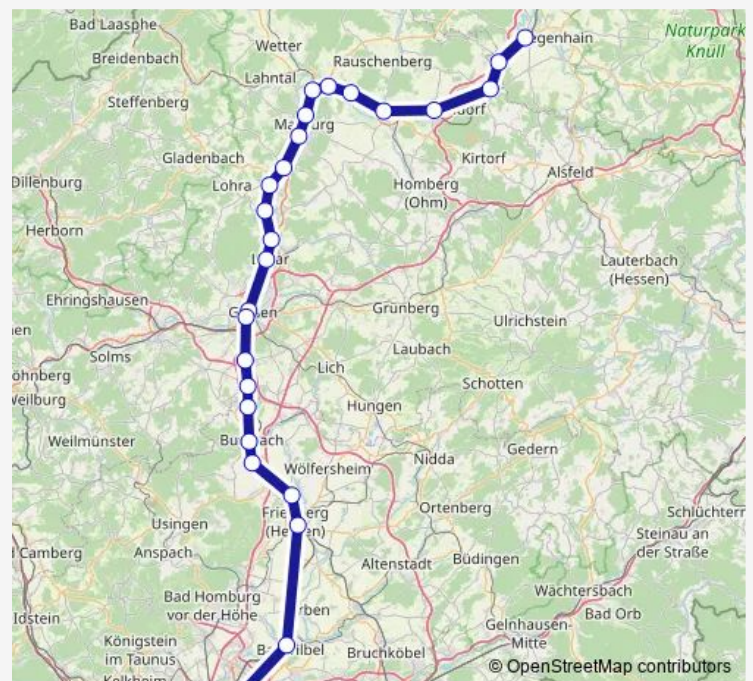 Bad Laasphe
Naturpark
Knüll
Wetter
Breidenbach
Rauschenberg
Lahntal
Steffenberg
Gladenbach
Kirtorf
Alsfeld
Dillenburg
Lohra
Homberg
(Ohm)
Herborn
Lauterbach
(Hessen)
Ehringshausen
Grünberg
Ulrichstein
Solms
Laubach
Lich
Schotten
Hungen
Weilmünster
Gedern
Nidda
Wölfersheim
Ortenberg
Schlüchtern
Usingen
Steinau an
der Straße
Anspach
Altenstadt
Büdingen
Wächtersbach
Bad Homburg
vor der Höhe
Bad Orb
Gelnhausen-
Mitte
Königstein
im Taunus
Bruchköbel
© OpenStreetMap contributors